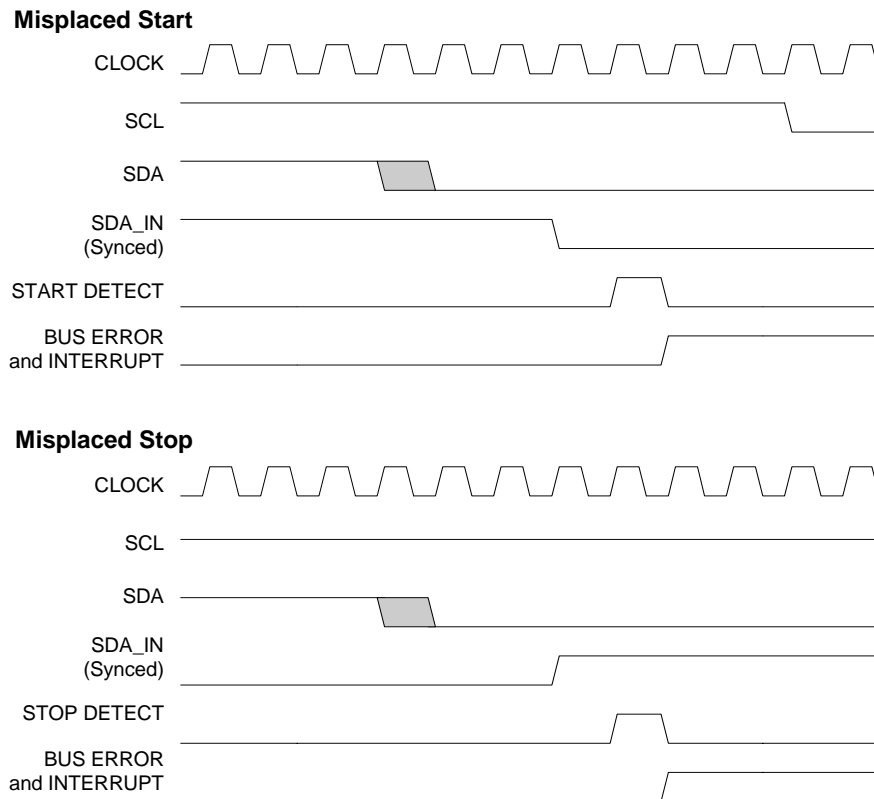 Misplaced Start
CLOCK
SCL
SDA
SDA_IN
(Synced)
START DETECT
BUS ERROR
and INTERRUPT
Misplaced Stop
CLOCK
SCL
SDA
SDA_IN
(Synced)
STOP DETECT
BUS ERROR
and INTERRUPT